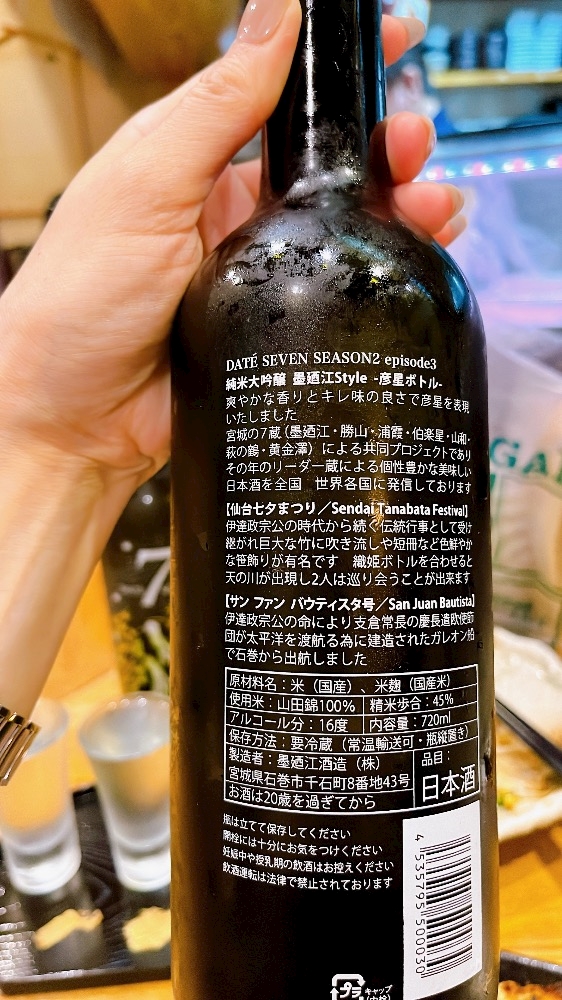 DATÉ SEVEN SEASON2 episode3
純米大吟醸 墨廼江Style -彦星ボトル-
爽やかな香りとキレ味の良さで彦星を表現
いたしました
宮城の7蔵（墨廼江・勝山・浦霞・伯楽星・山和・
萩の鶴・黄金澤）による共同プロジェクトであり
その年のリーダー蔵による個性豊かな美味しい
日本酒を全国 世界各国に発信しております
【仙台七夕まつり／Sendai Tanabata Festival】
伊達政宗公の時代から続く伝統行事として受け
継がれ巨大な竹に吹き流しや短冊など色鮮やか
な笹飾りが有名です 織姫ボトルを合わせると
天の川が出現し2人は巡り会うことが出来ます
【サン ファン バウティスタ号／San Juan Bautista】
伊達政宗公の命により支倉常長の慶長遣欧使節
団が太平洋を渡航る為に建造されたガレオン船
で石巻から出航しました
原材料名：米（国産）、米麹（国産米）
使用米：山田錦100% 精米歩合：45%
アルコール分：16度 内容量：720ml
保存方法：要冷蔵（常温輸送可・瓶縦置き）
製造者：墨廼江酒造（株）
宮城県石巻市千石町8番地43号
お酒は20歳を過ぎてから
品目：
日本酒
瓶は立てて保存してください
開栓には十分にお気をつけください
妊娠中や授乳期の飲酒はお控えください
飲酒運転は法律で禁止されております
4 535795 500030
プラ
キャップ
7